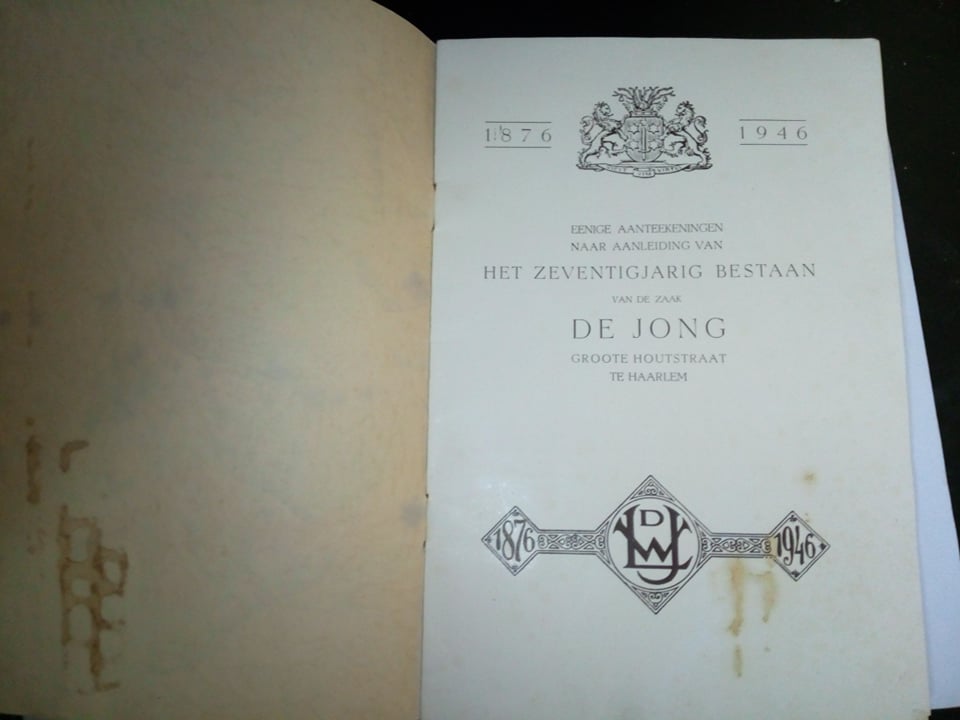 1876
1946
EENIGE AANTEEKENINGEN
NAAR AANLEIDING VAN
HET ZEVENTIGJARIG BESTAAN
VAN DE ZAAK
DE JONG
GROOTE HOUTSTRAAT
TE HAARLEM
1876
1946